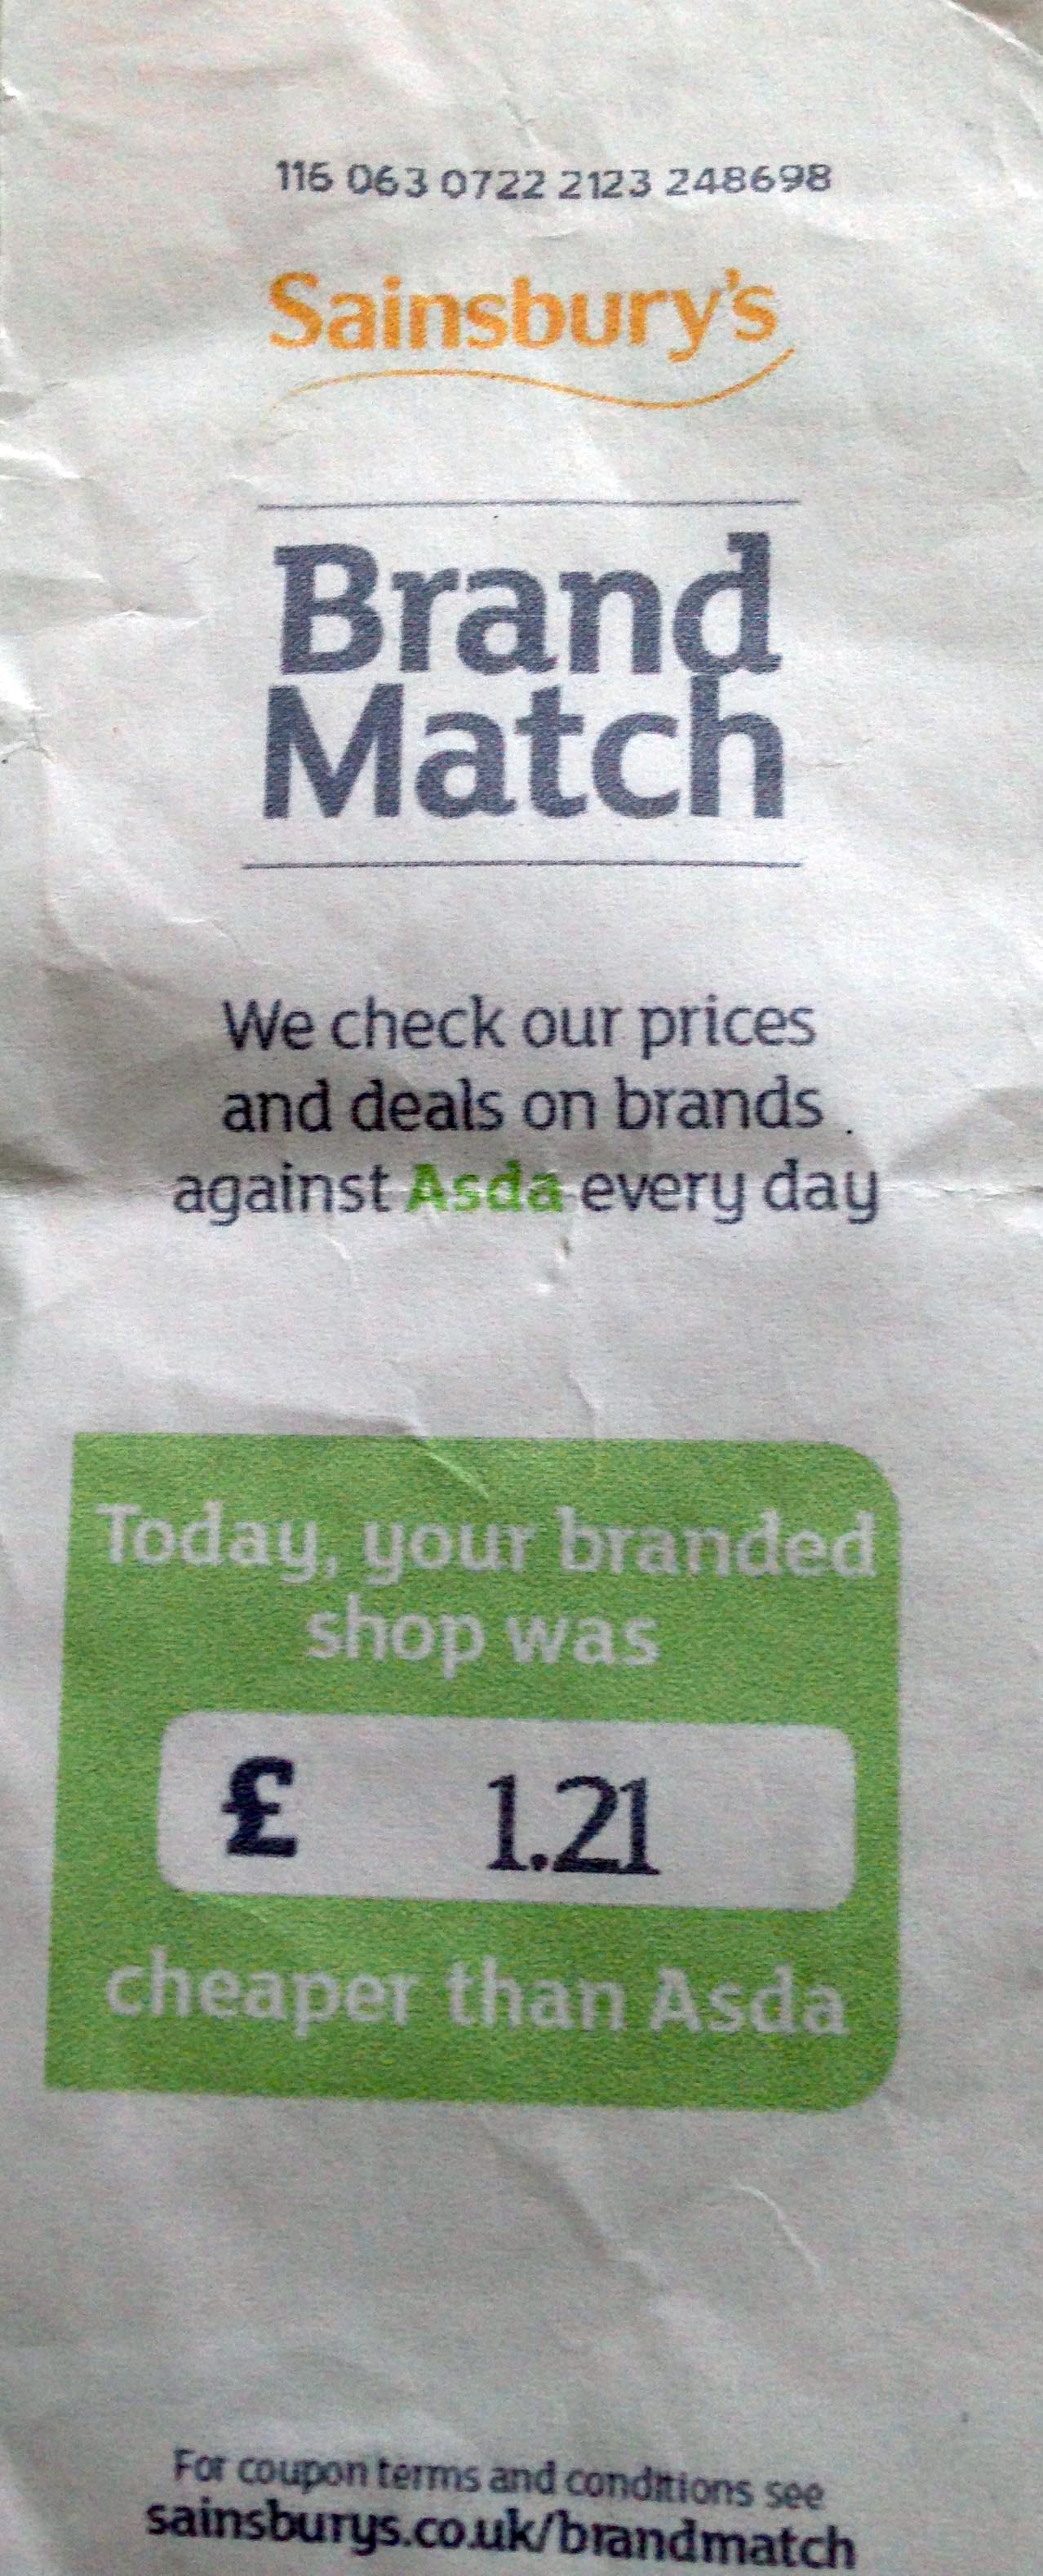 116 063 0722 2123 248698
Sainsbury's
Brand
Match
We check our prices
and deals on brands
against Asda every day
Today, your branded
shop was
£ 1.21
cheaper than Asda
For coupon terms and conditions see
sainsburys.co.uk/brandmatch